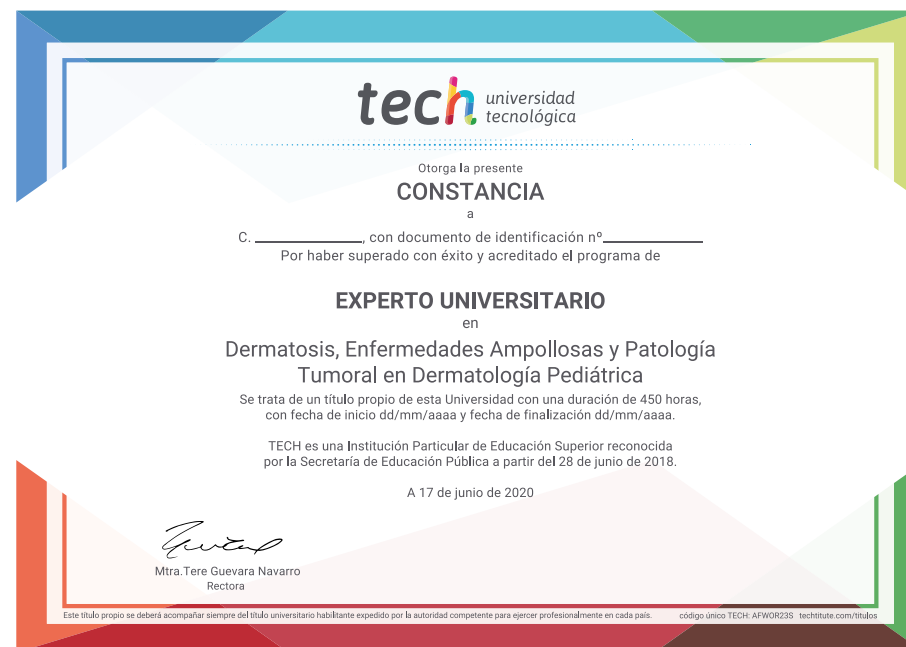 tech universidad
tecnológica
Otorga la presente
CONSTANCIA
a
C. ____________, con documento de identificación nº____________
Por haber superado con éxito y acreditado el programa de
EXPERTO UNIVERSITARIO
en
Dermatosis, Enfermedades Ampollosas y Patología
Tumoral en Dermatología Pediátrica
Se trata de un título propio de esta Universidad con una duración de 450 horas,
con fecha de inicio dd/mm/aaaa y fecha de finalización dd/mm/aaaa.
TECH es una Institución Particular de Educación Superior reconocida
por la Secretaría de Educación Pública a partir del 28 de junio de 2018.
A 17 de junio de 2020
Mtra.Tere Guevara Navarro
Rectora
Este título propio se deberá acompañar siempre del título universitario habilitante expedido por la autoridad competente para ejercer profesionalmente en cada país. código único TECH: AFWOR23S techtitute.com/titulos